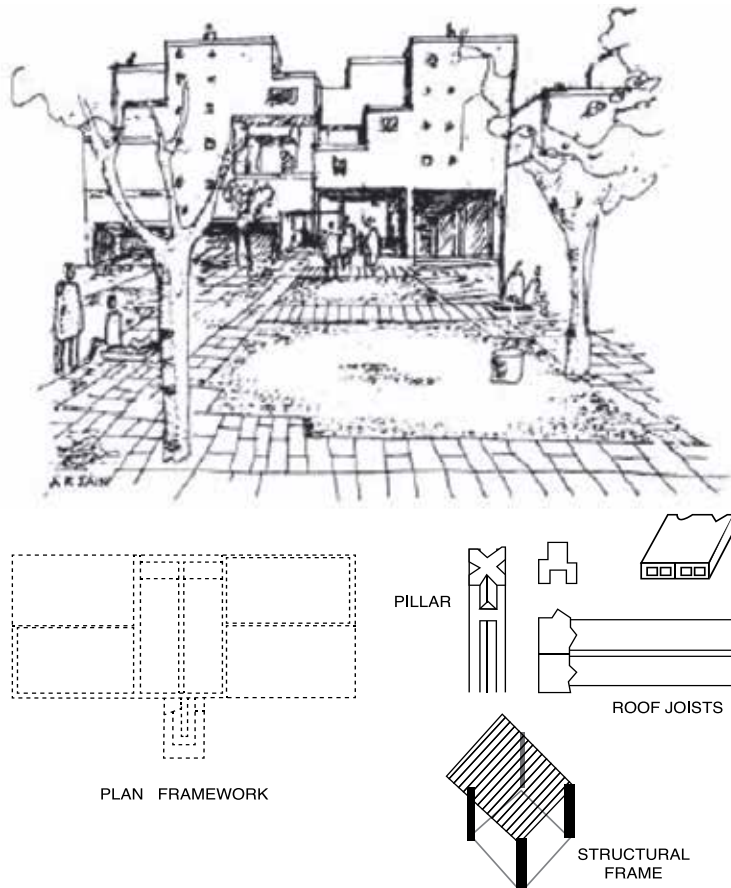 A R JAIN
PILLAR
ROOF JOISTS
PLAN FRAMEWORK
STRUCTURAL
FRAME